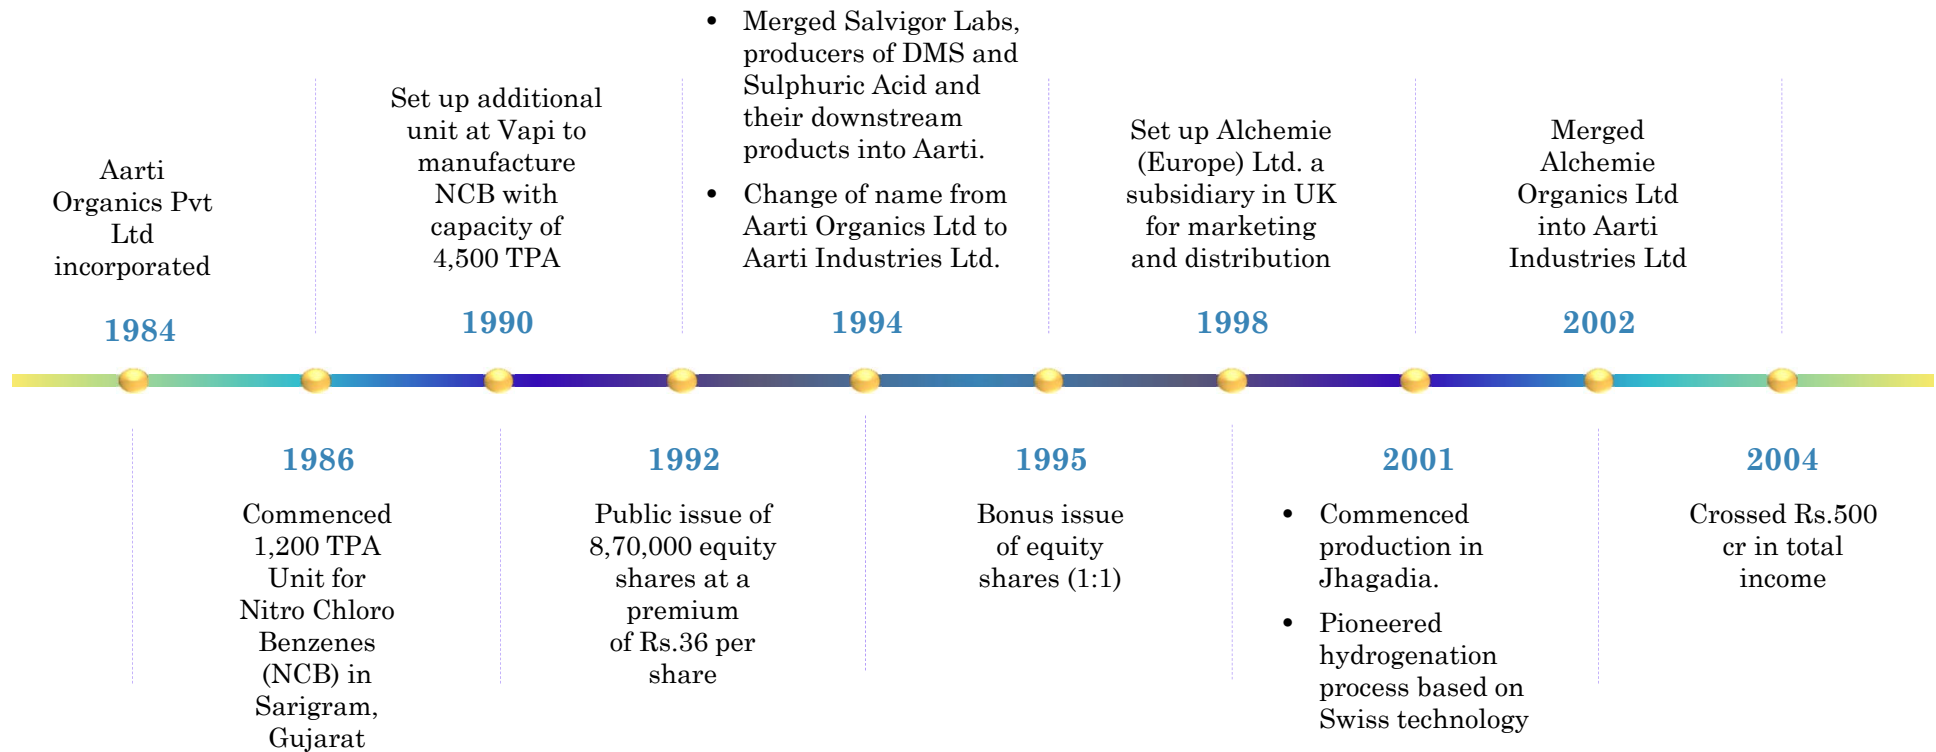 Aarti
Organics Pvt
Ltd
incorporated
1984
1986
Commenced
1,200 TPA
Unit for
Nitro Chloro
Benzenes
(NCB) in
Sarigram,
Gujarat
Set up additional
unit at Vapi to
manufacture
NCB with
capacity of
4,500 TPA
1990
1992
Public issue of
8,70,000 equity
shares at a
premium
of Rs.36 per
share
• Merged Salvigor Labs,
producers of DMS and
Sulphuric Acid and
their downstream
products into Aarti.
• Change of name from
Aarti Organics Ltd to
Aarti Industries Ltd.
1994
1995
Bonus issue
of equity
shares (1:1)
Set up Alchemie
(Europe) Ltd. a
subsidiary in UK
for marketing
and distribution
1998
2001
• Commenced
production in
Jhagadia.
• Pioneered
hydrogenation
process based on
Swiss technology
Merged
Alchemie
Organics Ltd
into Aarti
Industries Ltd
2002
2004
Crossed Rs.500
cr in total
income